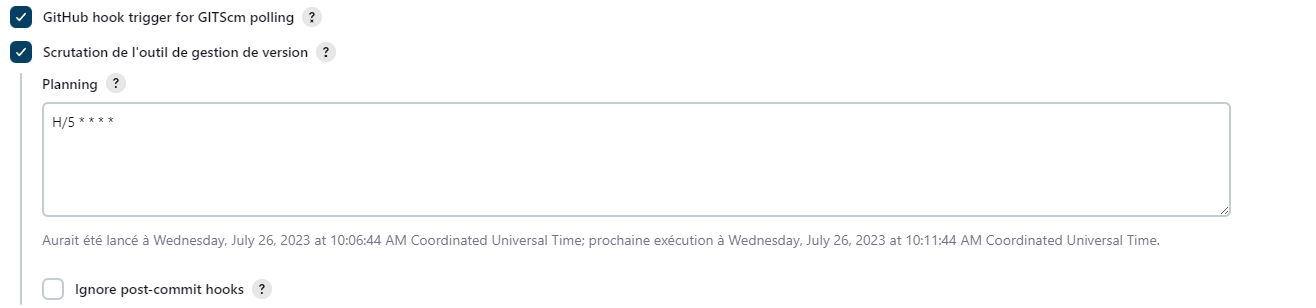 GitHub hook trigger for GITScm polling ?
Scrutation de l'outil de gestion de version ?
Planning ?
H/5 * * * *
Aurait été lancé à Wednesday, July 26, 2023 at 10:06:44 AM Coordinated Universal Time; prochaine exécution à Wednesday, July 26, 2023 at 10:11:44 AM Coordinated Universal Time.
Ignore post-commit hooks ?